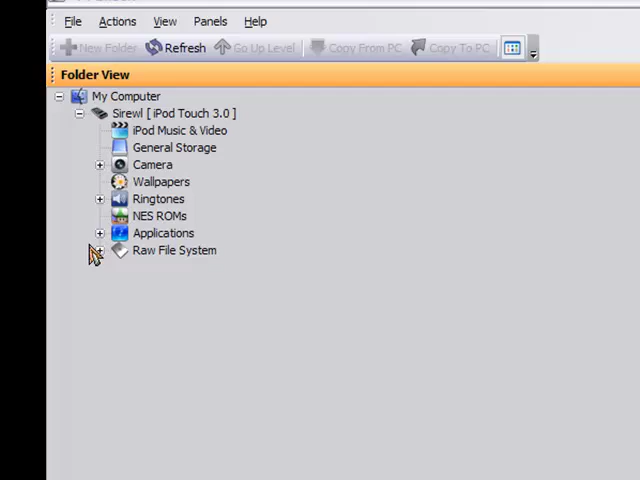 File Actions View Panels Help
New Folder Refresh Go Up Level Copy From PC Copy To PC
Folder View
My Computer
Sirewl [ iPod Touch 3.0 ]
iPod Music & Video
General Storage
Camera
Wallpapers
Ringtones
NES ROMs
Applications
Raw File System